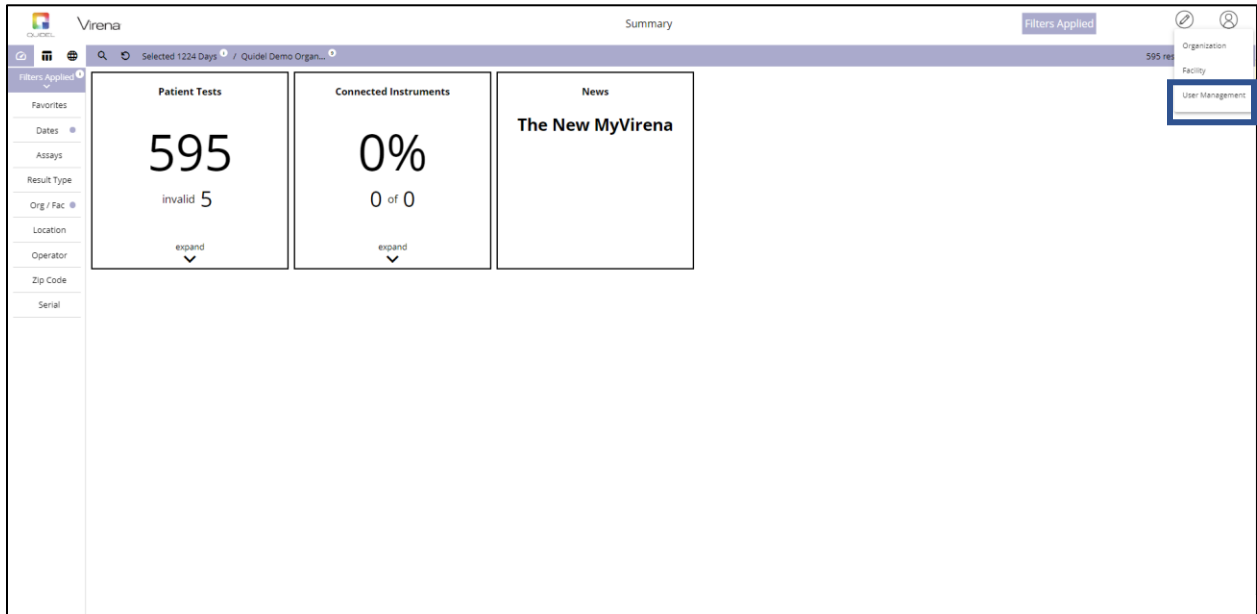 QUIDEL
Virena
Summary
Filters Applied
Selected 1224 Days / Quidel Demo Organ...
595 res
Organization
Facility
User Management
Filters Applied
Favorites
Dates
Assays
Result Type
Org / Fac
Location
Operator
Zip Code
Serial
Patient Tests
595
invalid 5
expand
Connected Instruments
0%
0 of 0
expand
News
The New MyVirena